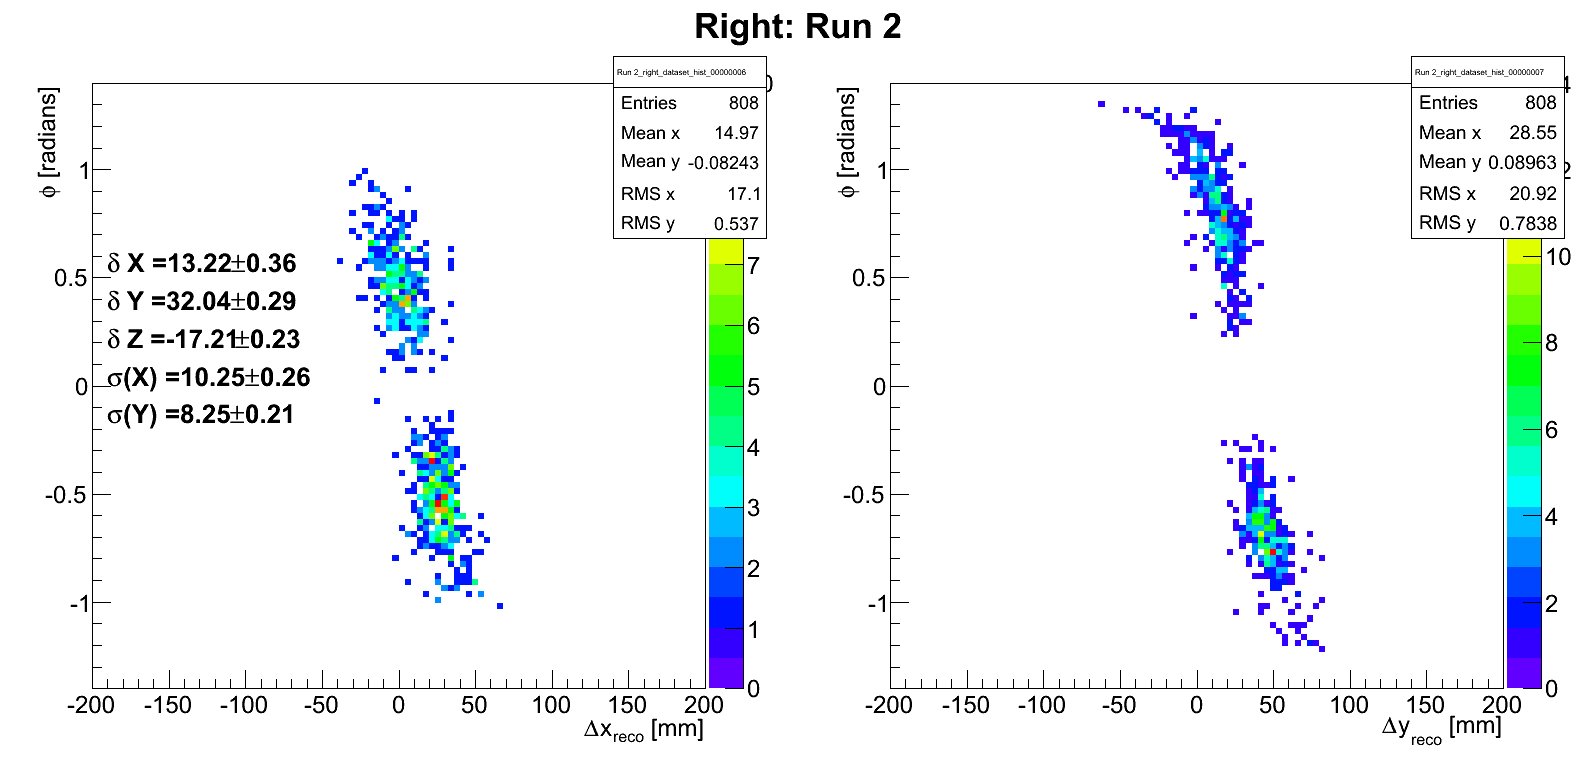 Right: Run 2
Run 2_right_dataset_hist_00000006
Entries 808
Mean x 14.97
Mean y -0.08243
RMS x 17.1
RMS y 0.537
0
ϕ [radians]
1
0.5
0
-0.5
-1
δ X =13.22±0.36
δ Y =32.04±0.29
δ Z =-17.21±0.23
σ(X) =10.25±0.26
σ(Y) =8.25±0.21
7
6
5
4
3
2
1
0
-200 -150 -100 -50 0 50 100 150 200
Δx_reco [mm]
Run 2_right_dataset_hist_00000007
Entries 808
Mean x 28.55
Mean y 0.08963
RMS x 20.92
RMS y 0.7838
4
2
ϕ [radians]
1
0.5
0
-0.5
-1
10
8
6
4
2
0
-200 -150 -100 -50 0 50 100 150 200
Δy_reco [mm]